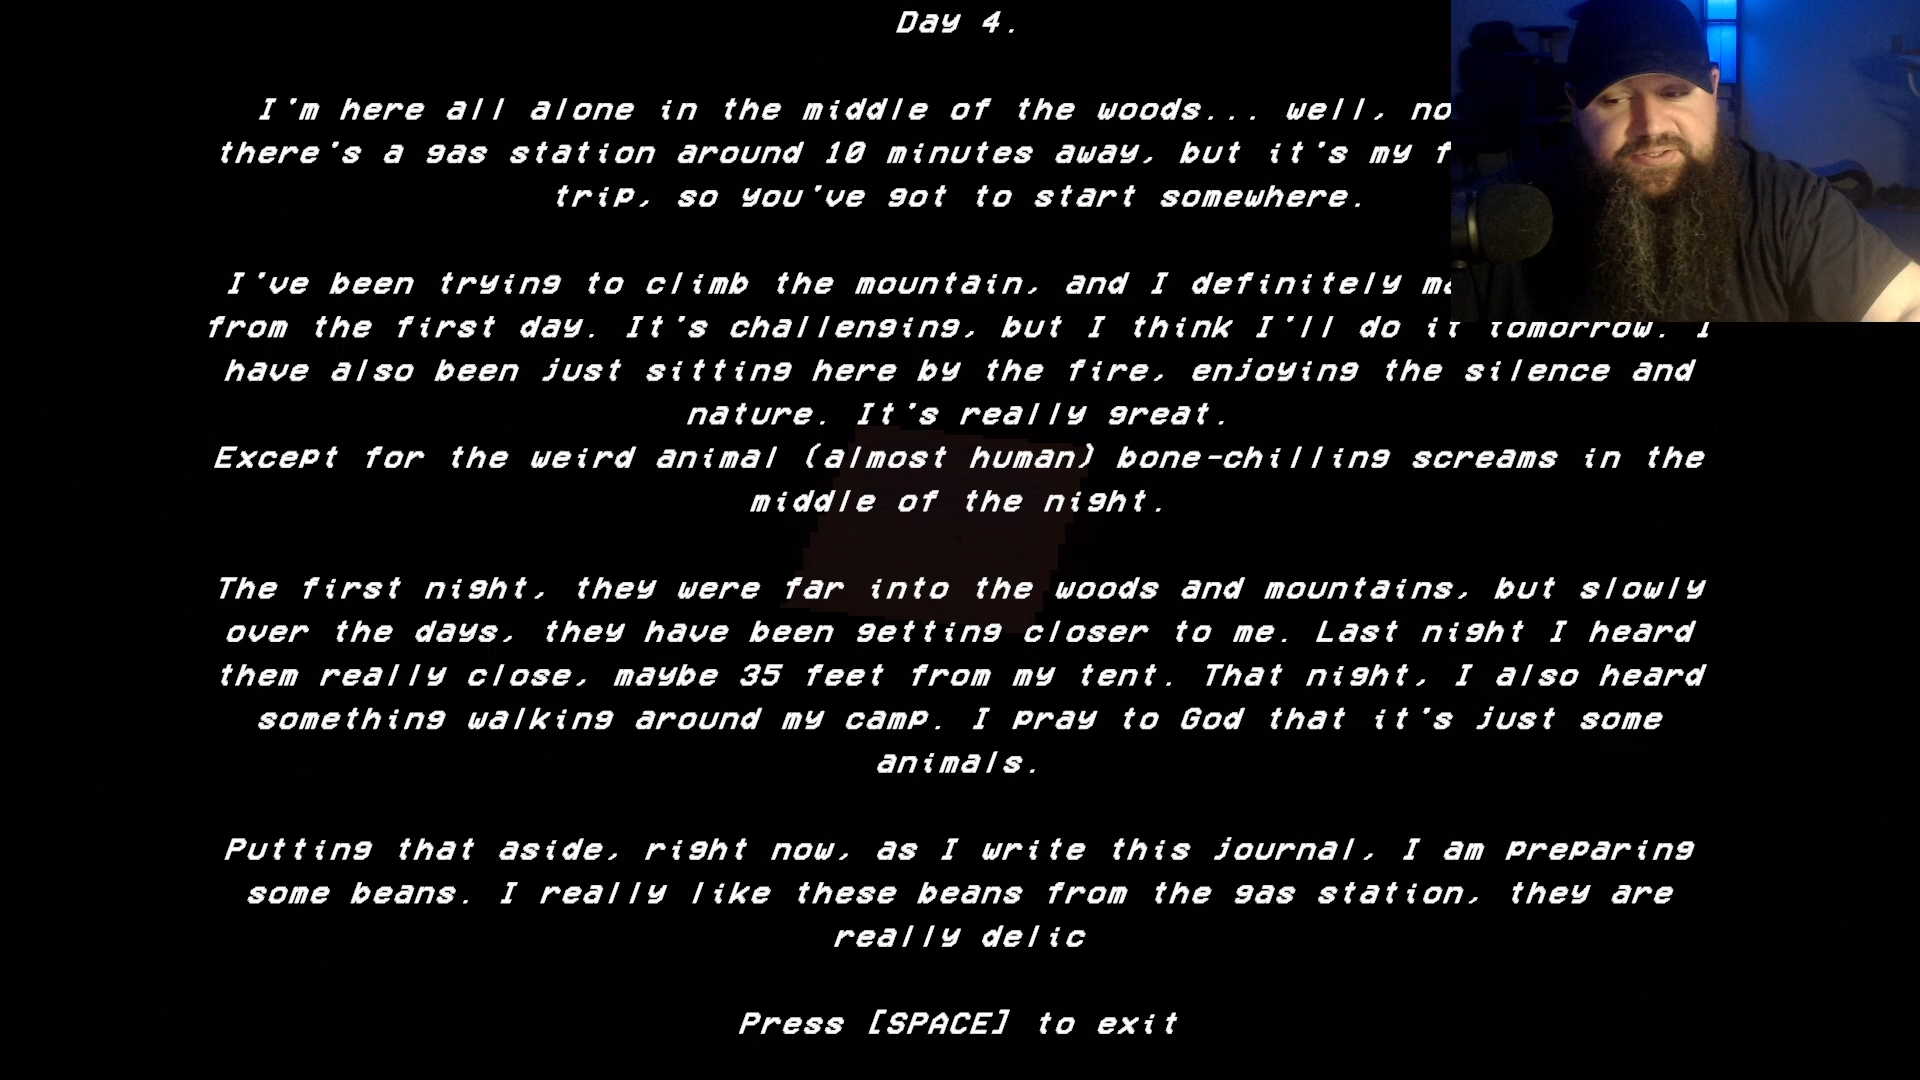 Day 4.
I'm here all alone in the middle of the woods... well,
there's a gas station around 10 minutes away, but it's my
trip, so you've got to start somewhere.
I've been trying to climb the mountain, and I definitely
from the first day. It's challenging, but I think I'll do it tomorrow. I
have also been just sitting here by the fire, enjoying the silence and
nature. It's really great.
Except for the weird animal (almost human) bone-chilling screams in the
middle of the night.
The first night, they were far into the woods and mountains, but slowly
over the days, they have been getting closer to me. Last night I heard
them really close, maybe 35 feet from my tent. That night, I also heard
something walking around my camp. I pray to God that it's just some
animals.
Putting that aside, right now, as I write this journal, I am preparing
some beans. I really like these beans from the gas station, they are
really delic
Press [SPACE] to exit